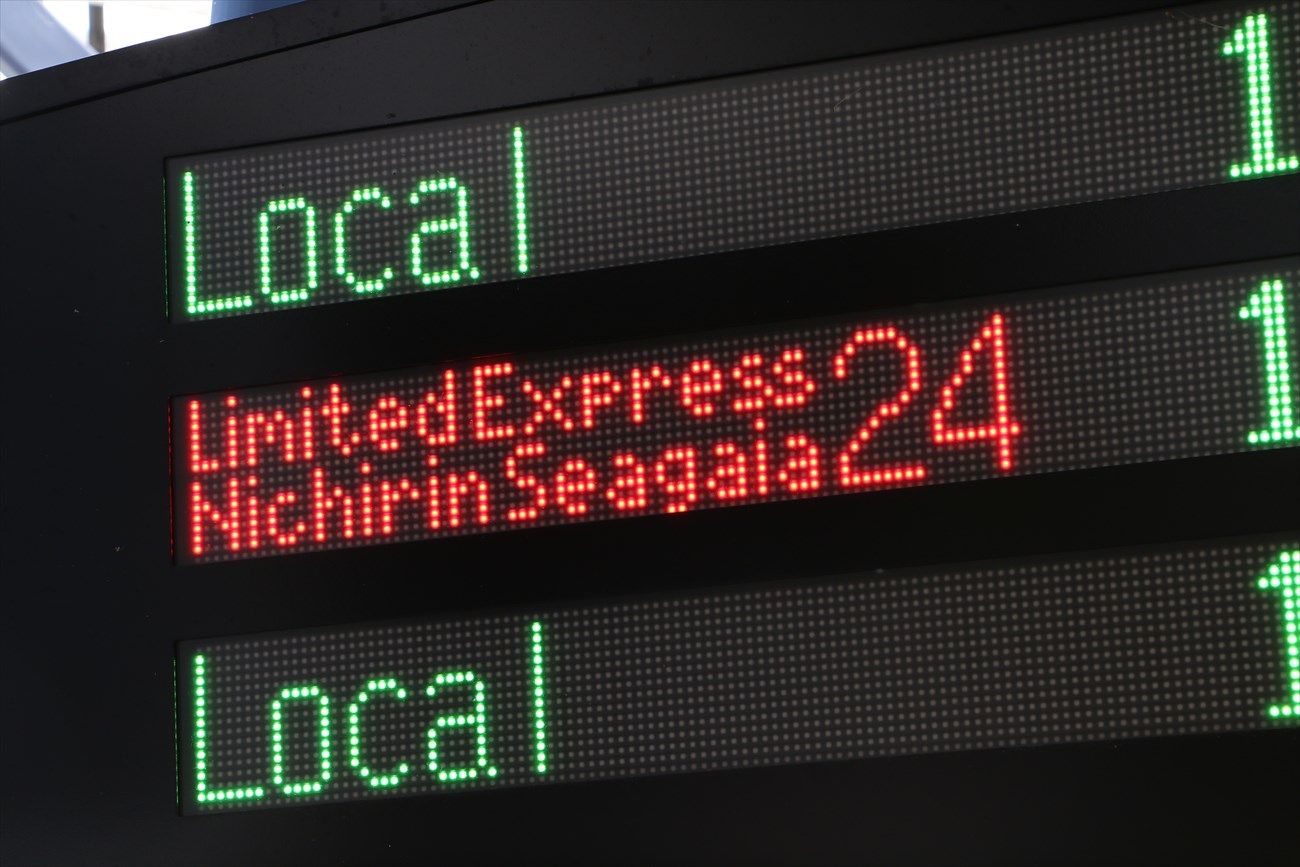 Local 1
Limited Express
Nichirin Seagaia 24 1
Local 1